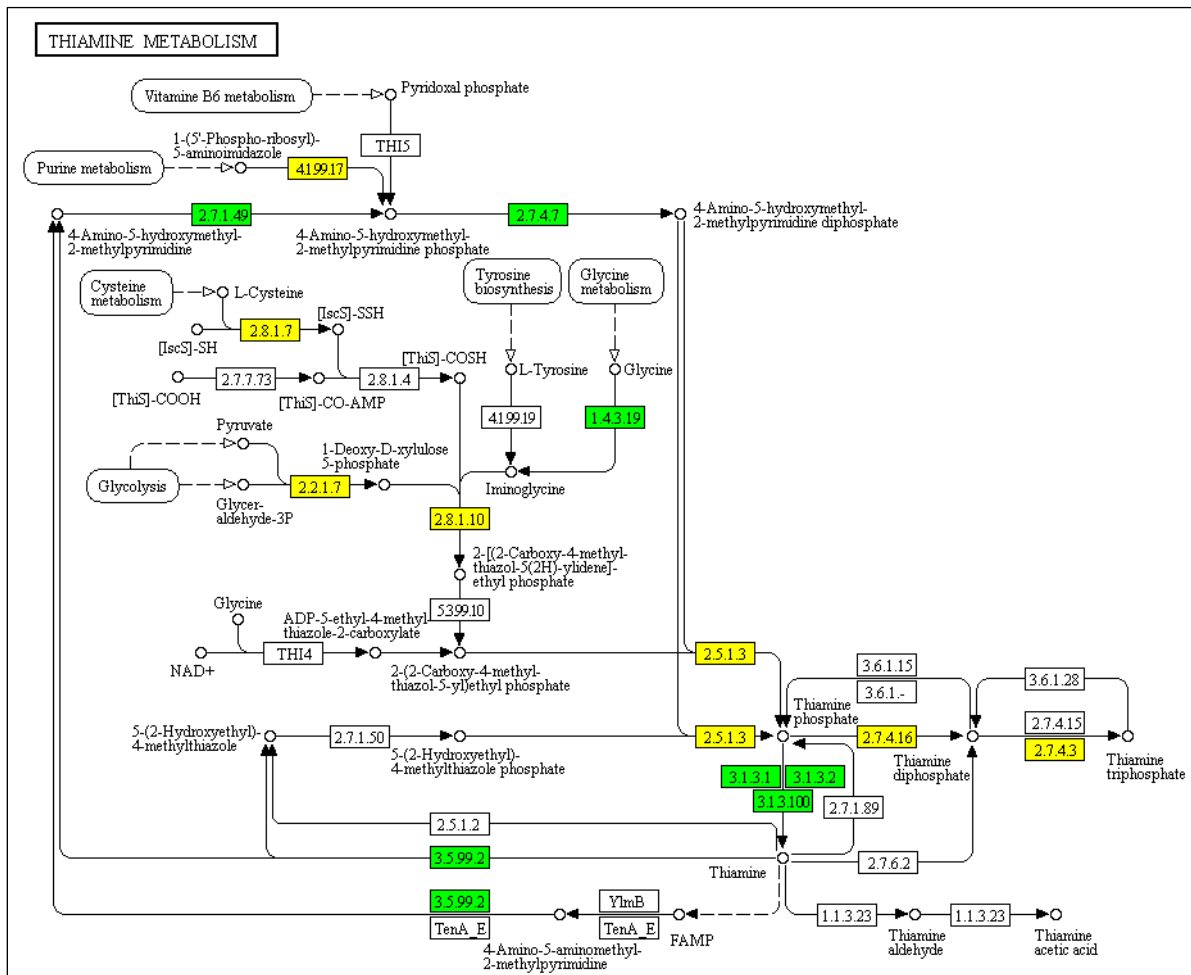 THIAMINE METABOLISM
Vitamine B6 metabolism
Pyridoxal phosphate
THI5
1-(5'-Phospho-ribosyl)-
5-aminoimidazole
Purine metabolism
4.1.99.17
2.7.1.49
2.7.4.7
4-Amino-5-hydroxymethyl-
2-methylpyrimidine
4-Amino-5-hydroxymethyl-
2-methylpyrimidine phosphate
4-Amino-5-hydroxymethyl-
2-methylpyrimidine diphosphate
Cysteine
metabolism
L-Cysteine
Tyrosine
biosynthesis
Glycine
metabolism
[IscS]-SSH
2.8.1.7
[IscS]-SH
[ThiS]-COSH
L-Tyrosine
Glycine
2.7.7.73
2.8.1.4
[ThiS]-COOH
[ThiS]-CO-AMP
4.1.99.19
1.4.3.19
Pyruvate
1-Deoxy-D-xylulose
5-phosphate
Glycolysis
2.2.1.7
Iminoglycine
Glycer-
aldehyde-3P
2.8.1.10
2-[(2-Carboxy-4-methyl-
thiazol-5(2H)-ylidene]-
ethyl phosphate
5.3.99.10
Glycine
ADP-5-ethyl-4-methyl
thiazole-2-carboxylate
THI4
NAD+
2-(2-Carboxy-4-methyl-
thiazol-5-yl)ethyl phosphate
2.5.1.3
3.6.1.15
3.6.1.-
3.6.1.28
Thiamine
phosphate
5-(2-Hydroxyethyl)-
4-methylthiazole
2.7.1.50
5-(2-Hydroxyethyl)-
4-methylthiazole phosphate
2.5.1.3
2.7.4.16
2.7.4.15
2.7.4.3
Thiamine
diphosphate
Thiamine
triphosphate
3.1.3.1
3.1.3.2
3.1.3.100
2.7.1.89
2.5.1.2
3.5.99.2
Thiamine
2.7.6.2
3.5.99.2
TenA_E
YlmB
TenA_E
FAMP
4-Amino-5-aminomethyl-
2-methylpyrimidine
1.1.3.23
Thiamine
aldehyde
1.1.3.23
Thiamine
acetic acid